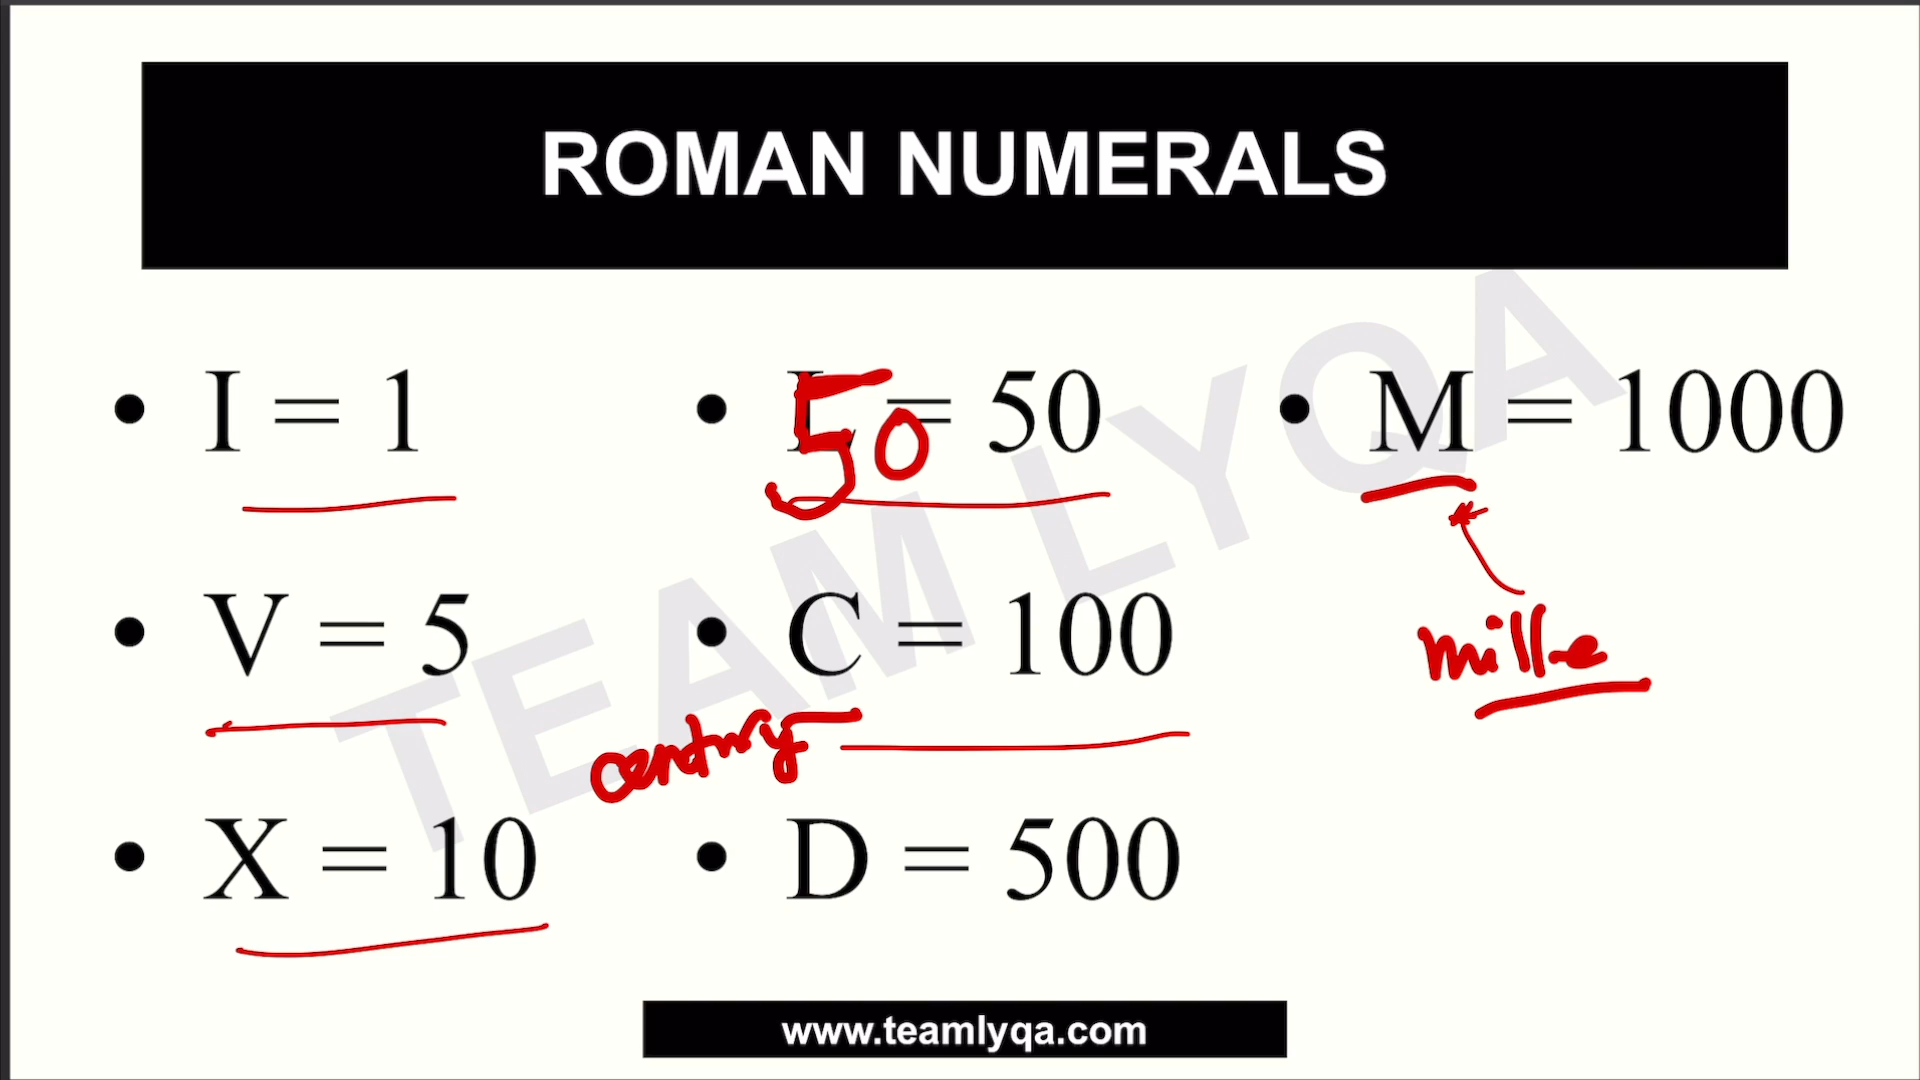 ROMAN NUMERALS
• I = 1
• V = 5
• X = 10
• L = 50
50
• C = 100
century
• D = 500
• M = 1000
mille
TEAM LYQA
www.teamlyqa.com